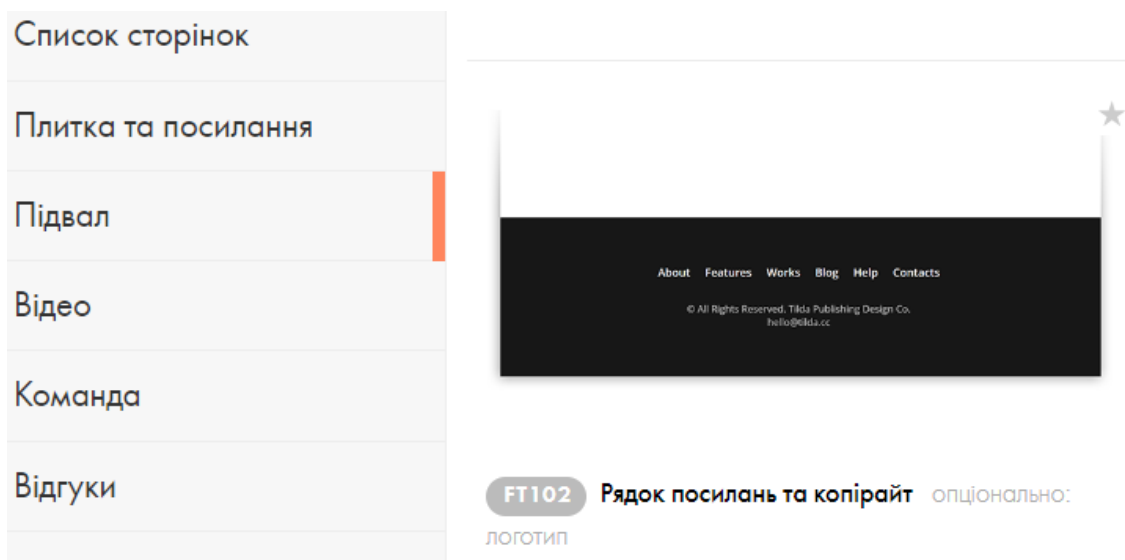 Список сторінок
Плитка та посилання
Підвал
Відео
Команда
Відгуки
About Features Works Blog Help Contacts
© All Rights Reserved. Tilda Publishing Design Co.
hello@tilda.cc
FT102 Рядок посилань та копірайт опціонально:
логотип